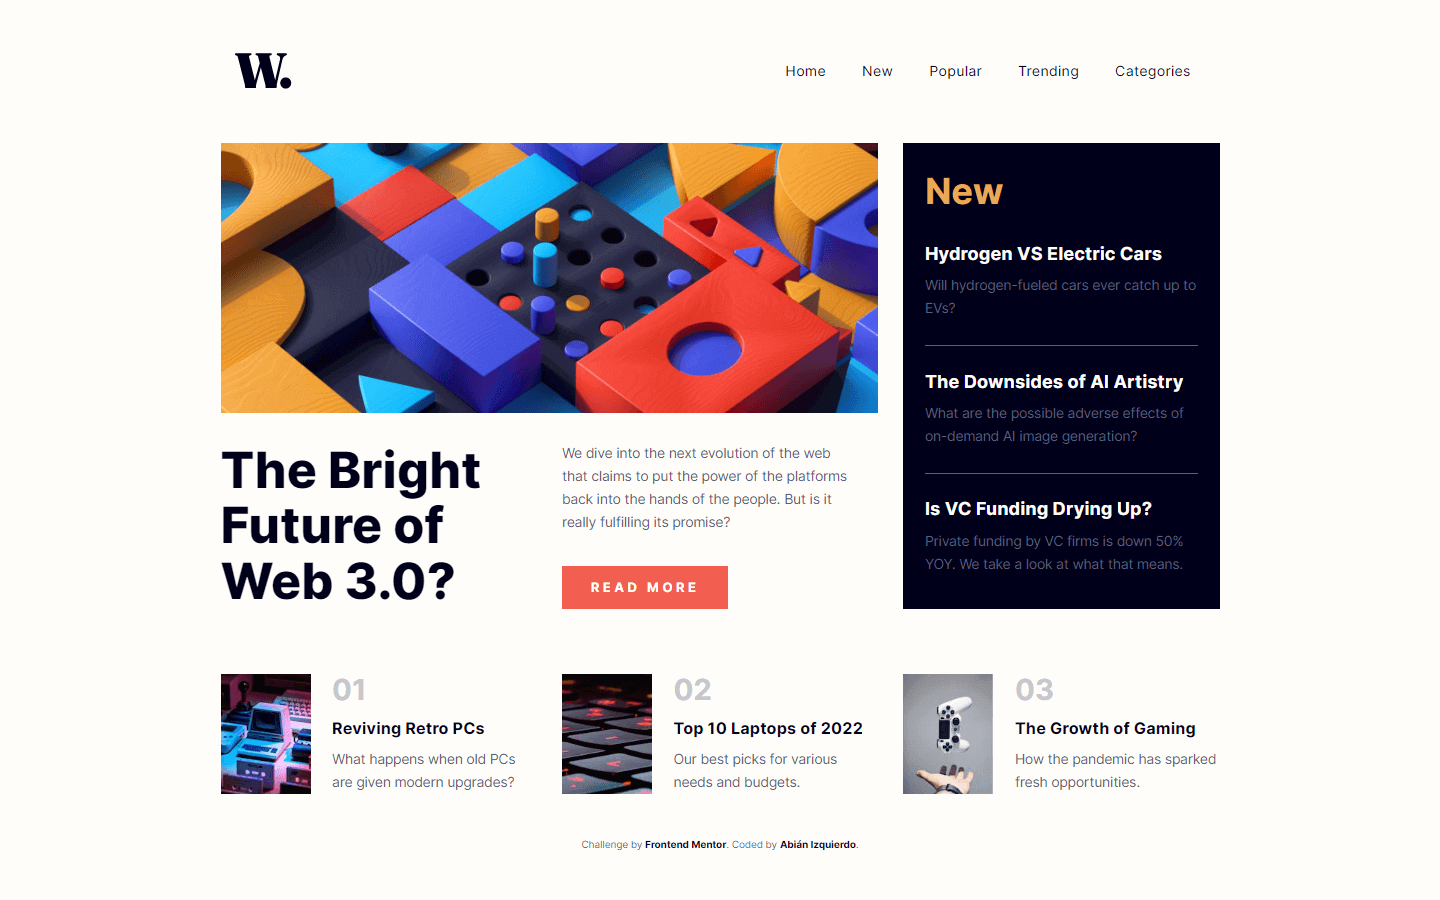 W.
Home
New
Popular
Trending
Categories
The Bright
Future of
Web 3.0?
We dive into the next evolution of the web
that claims to put the power of the platforms
back into the hands of the people. But is it
really fulfilling its promise?
READ MORE
New
Hydrogen VS Electric Cars
Will hydrogen-fueled cars ever catch up to
EVs?
The Downsides of AI Artistry
What are the possible adverse effects of
on-demand AI image generation?
Is VC Funding Drying Up?
Private funding by VC firms is down 50%
YOY. We take a look at what that means.
01
Reviving Retro PCs
What happens when old PCs
are given modern upgrades?
02
Top 10 Laptops of 2022
Our best picks for various
needs and budgets.
03
The Growth of Gaming
How the pandemic has sparked
fresh opportunities.
Challenge by Frontend Mentor. Coded by Abián Izquierdo.